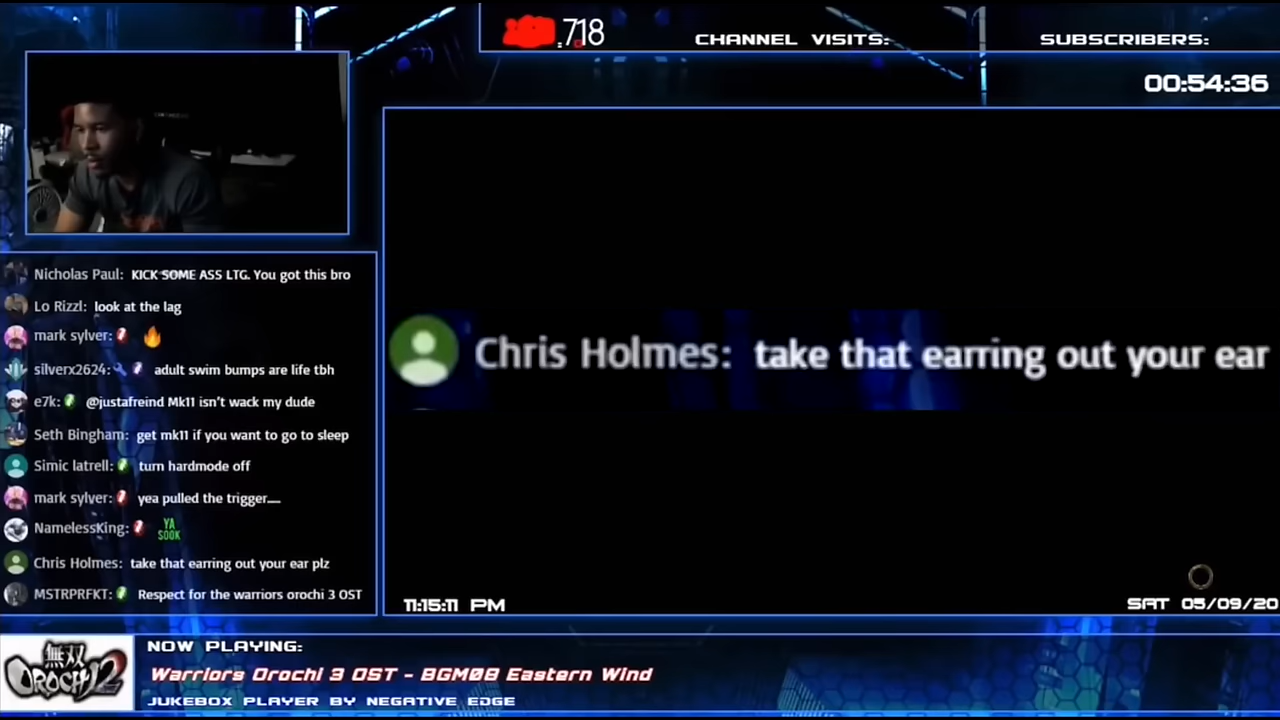 .718
CHANNEL VISITS:
SUBSCRIBERS:
00:54:36
Nicholas Paul: KICK SOME ASS LTG. You got this bro
Lo Rizzl: look at the lag
mark sylver:
silverx2624: adult swim bumps are life tbh
e7k: @justafreind Mk11 isn't wack my dude
Seth Bingham: get mk11 if you want to go to sleep
Simic latrell: turn hardmode off
mark sylver: yea pulled the trigger.....
NamelessKing: YA SOOK
Chris Holmes: take that earring out your ear plz
MSTRPRFKT: Respect for the warriors orochi 3 OST
Chris Holmes: take that earring out your ear
11:15:11 PM
SAT 05/09/20
無双
OROCHI 2
NOW PLAYING:
Warriors Orochi 3 OST - BGM08 Eastern Wind
JUKEBOX PLAYER BY NEGATIVE EDGE